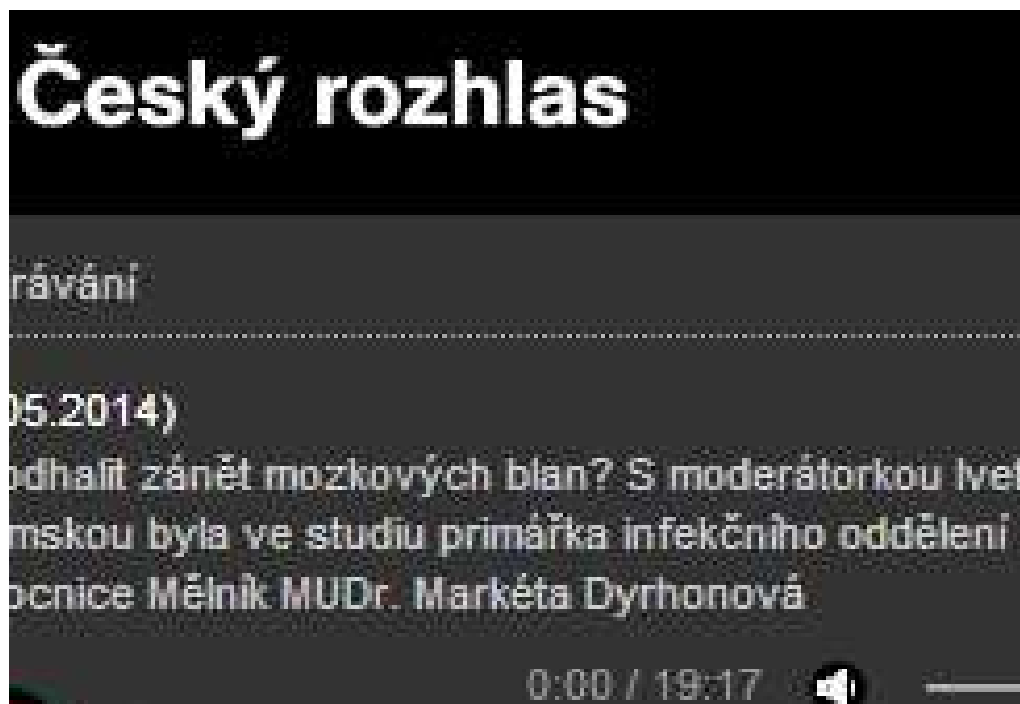 Český rozhlas
rávání
05.2014)
odhalit zánět mozkových blan? S moderátorkou Ivet
mskou byla ve studiu primářka infekčního oddělení
ocnice Mělník MUDr. Markéta Dyrhonová
0:00 / 19:17